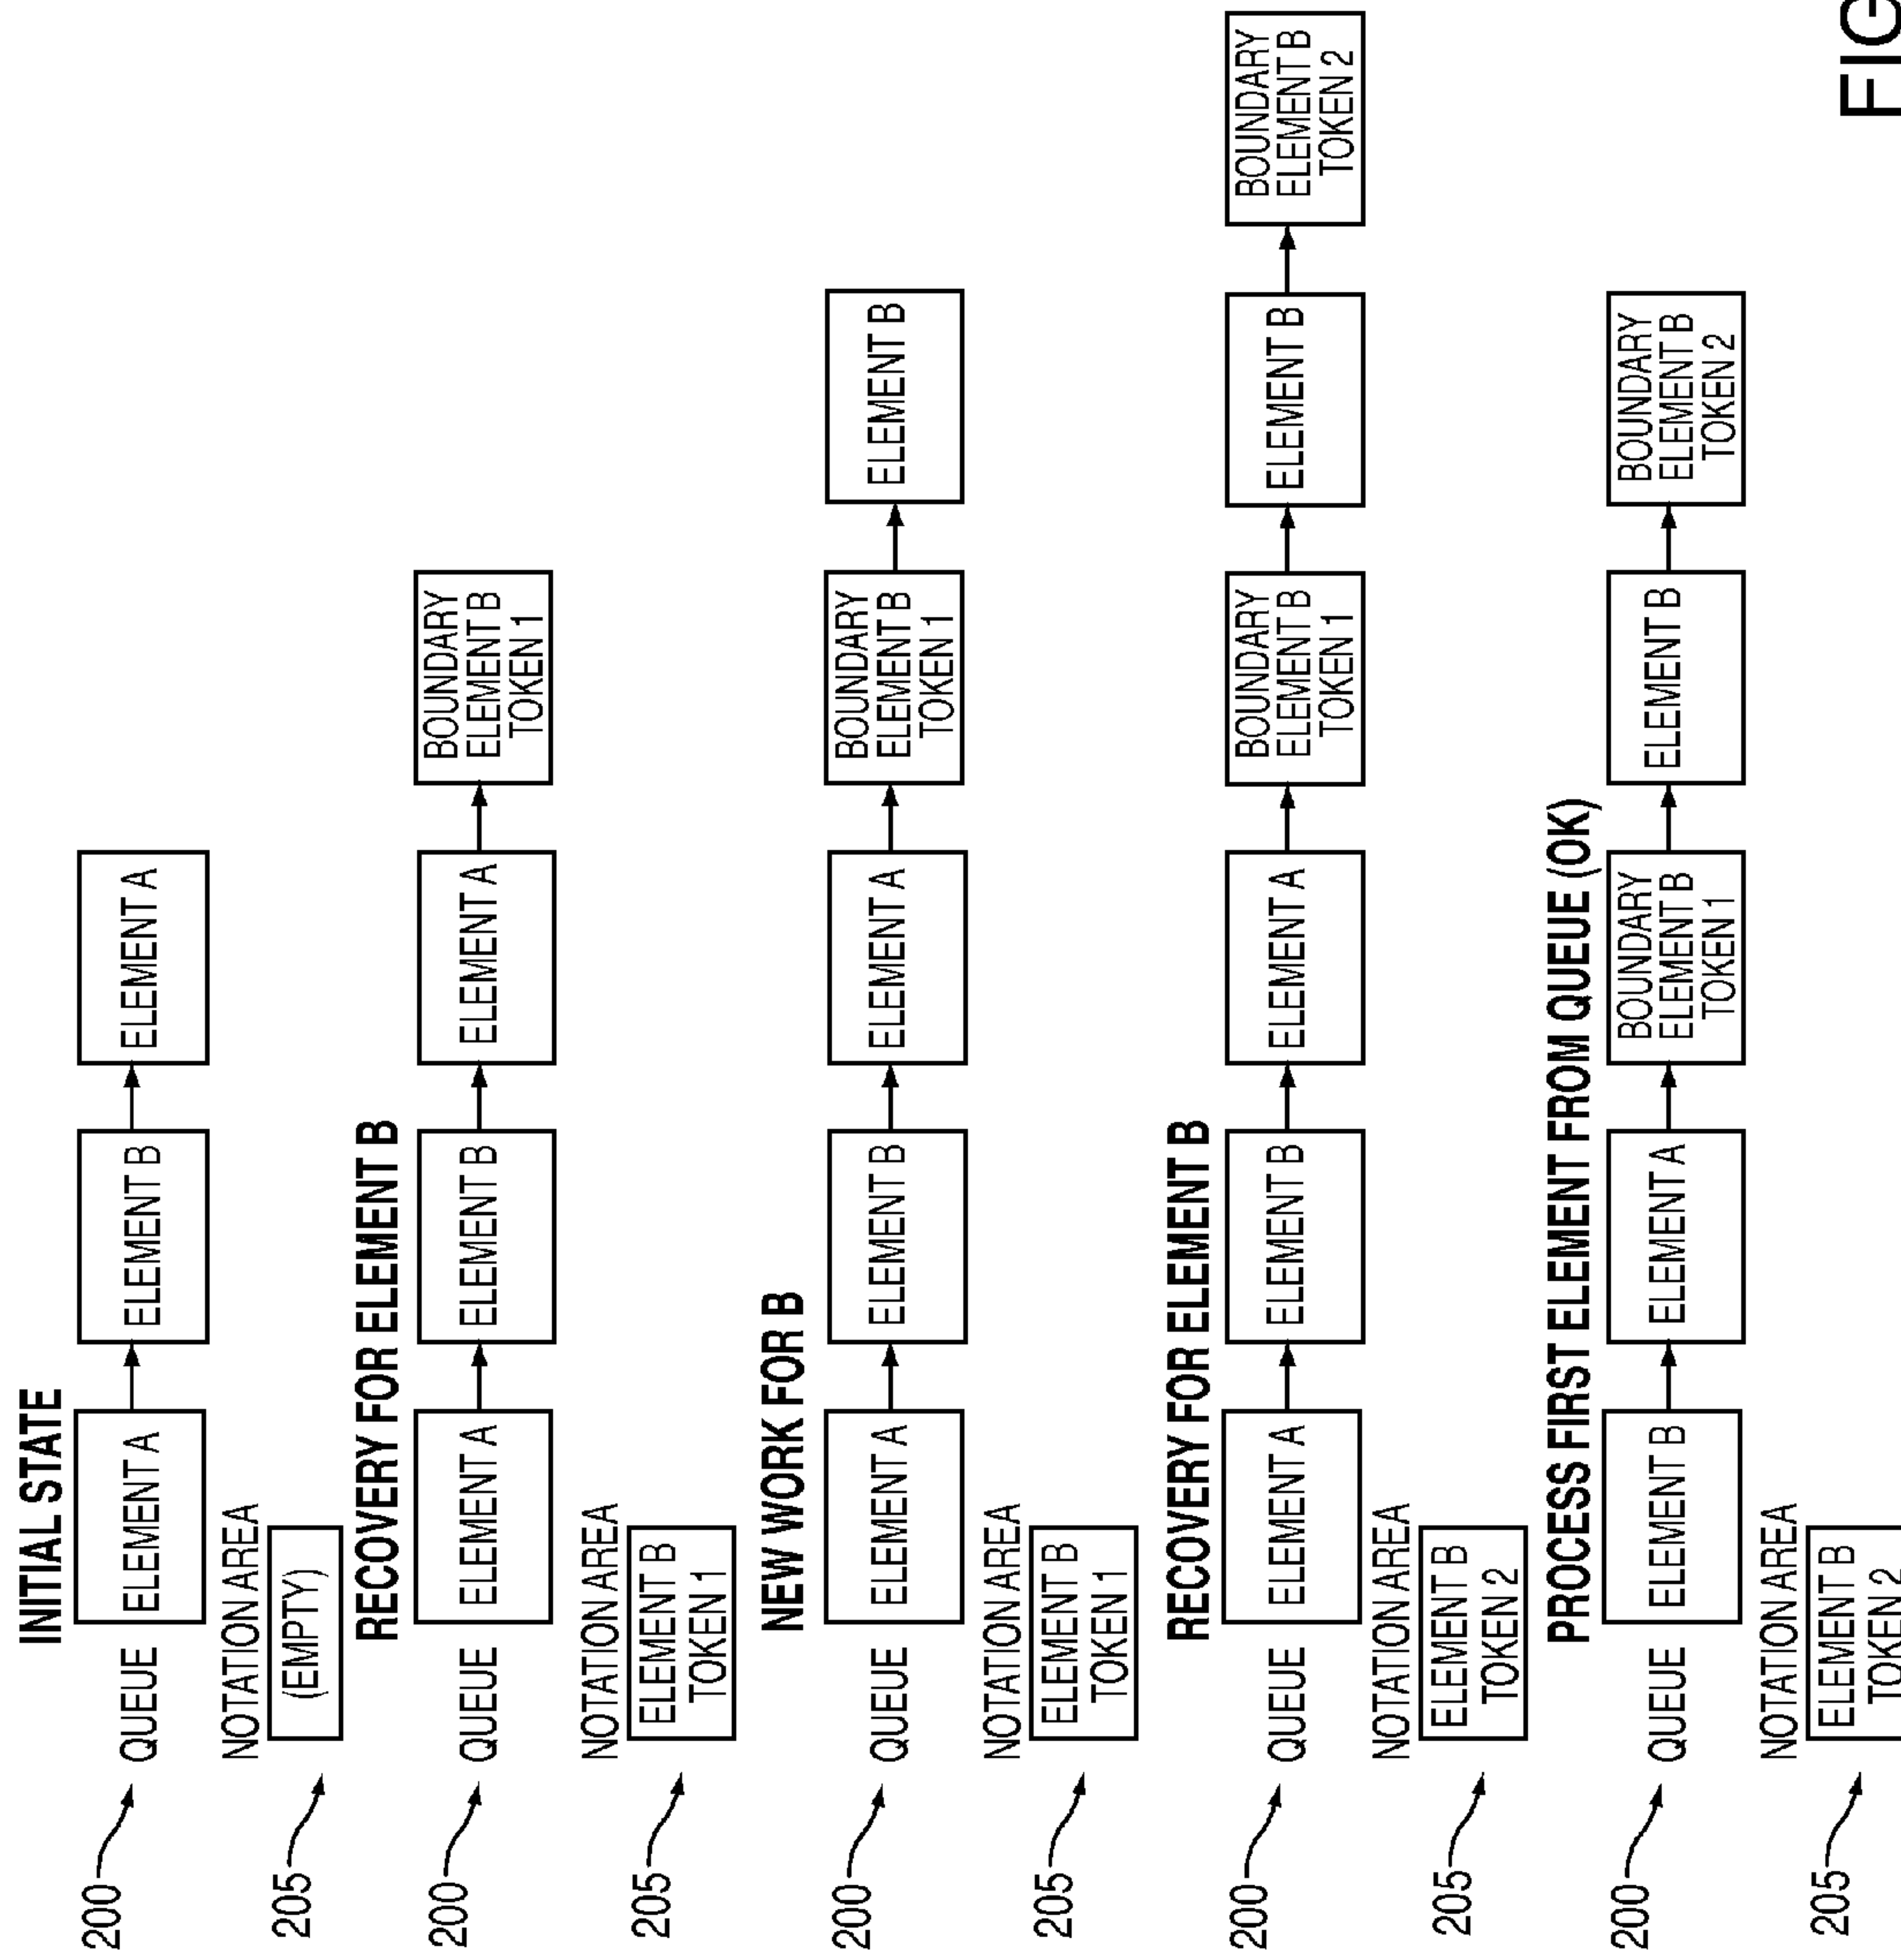 INITIAL STATE
200
QUEUE
ELEMENT A
ELEMENT B
ELEMENT A
205
NOTATION AREA
(EMPTY)
RECOVERY FOR ELEMENT B
200
QUEUE
ELEMENT A
ELEMENT B
ELEMENT A
BOUNDARY
ELEMENT B
TOKEN 1
205
NOTATION AREA
ELEMENT B
TOKEN 1
NEW WORK FOR B
200
QUEUE
ELEMENT A
ELEMENT B
ELEMENT A
BOUNDARY
ELEMENT B
TOKEN 1
ELEMENT B
205
NOTATION AREA
ELEMENT B
TOKEN 1
RECOVERY FOR ELEMENT B
200
QUEUE
ELEMENT A
ELEMENT B
ELEMENT A
BOUNDARY
ELEMENT B
TOKEN 1
ELEMENT B
BOUNDARY
ELEMENT B
TOKEN 2
205
NOTATION AREA
ELEMENT B
TOKEN 2
PROCESS FIRST ELEMENT FROM QUEUE (OK)
200
QUEUE
ELEMENT B
ELEMENT A
BOUNDARY
ELEMENT B
TOKEN 1
ELEMENT B
BOUNDARY
ELEMENT B
TOKEN 2
205
NOTATION AREA
ELEMENT B
TOKEN 2
FIG